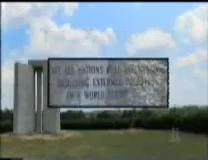 LET ALL NATIONS RULE INTERNALLY
RESOLVING EXTERNAL DISPUTES
IN A WORLD COURT